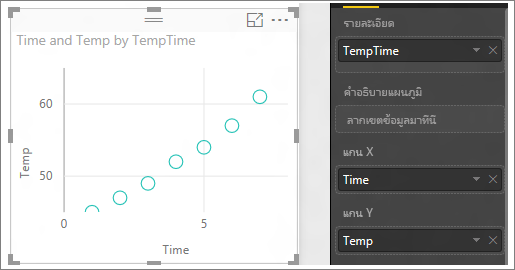 Time and Temp by TempTime
60
50
Temp
0
5
Time
รายละเอียด
TempTime
คำอธิบายแผนภูมิ
ลากเขตข้อมูลมาที่นี่
แกน X
Time
แกน Y
Temp